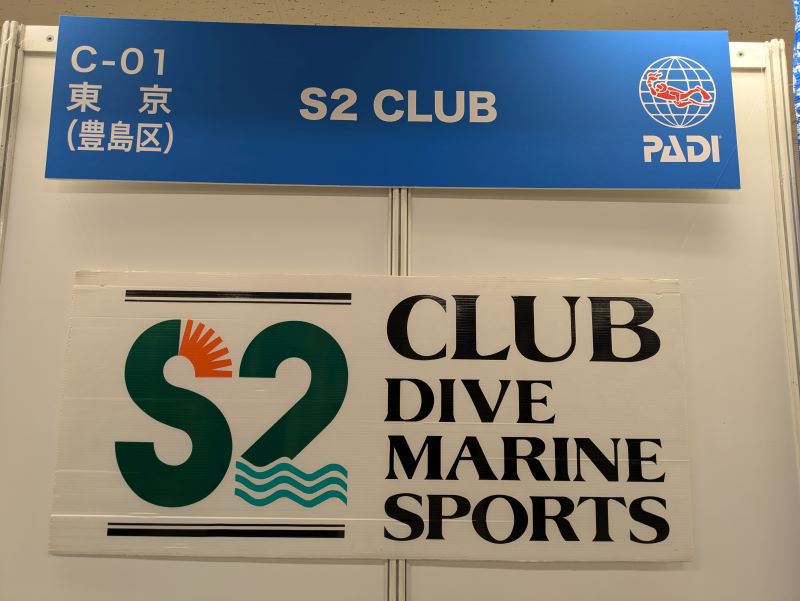 C-01
東 京
(豊島区)
S2 CLUB
PADI
S2
CLUB
DIVE
MARINE
SPORTS